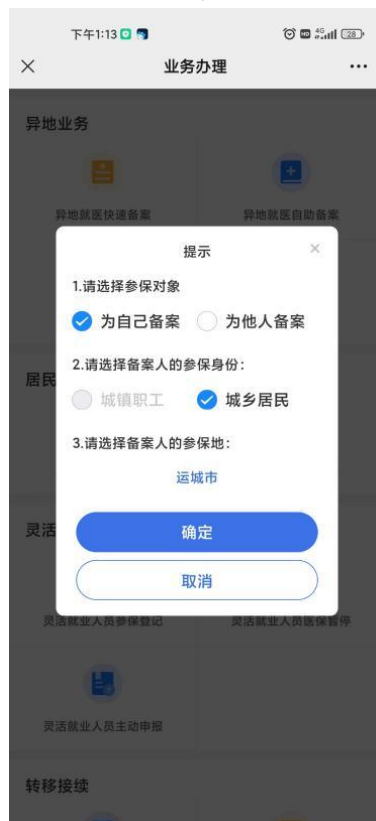 下午1:13
4G
28
业务办理
异地业务
异地就医快速备案
异地就医自助备案
提示
1.请选择参保对象
为自己备案
为他人备案
2.请选择备案人的参保身份:
居民
城镇职工
城乡居民
3.请选择备案人的参保地:
运城市
灵活
确定
取消
灵活就业人员参保登记
灵活就业人员医保暂停
灵活就业人员主动申报
转移接续